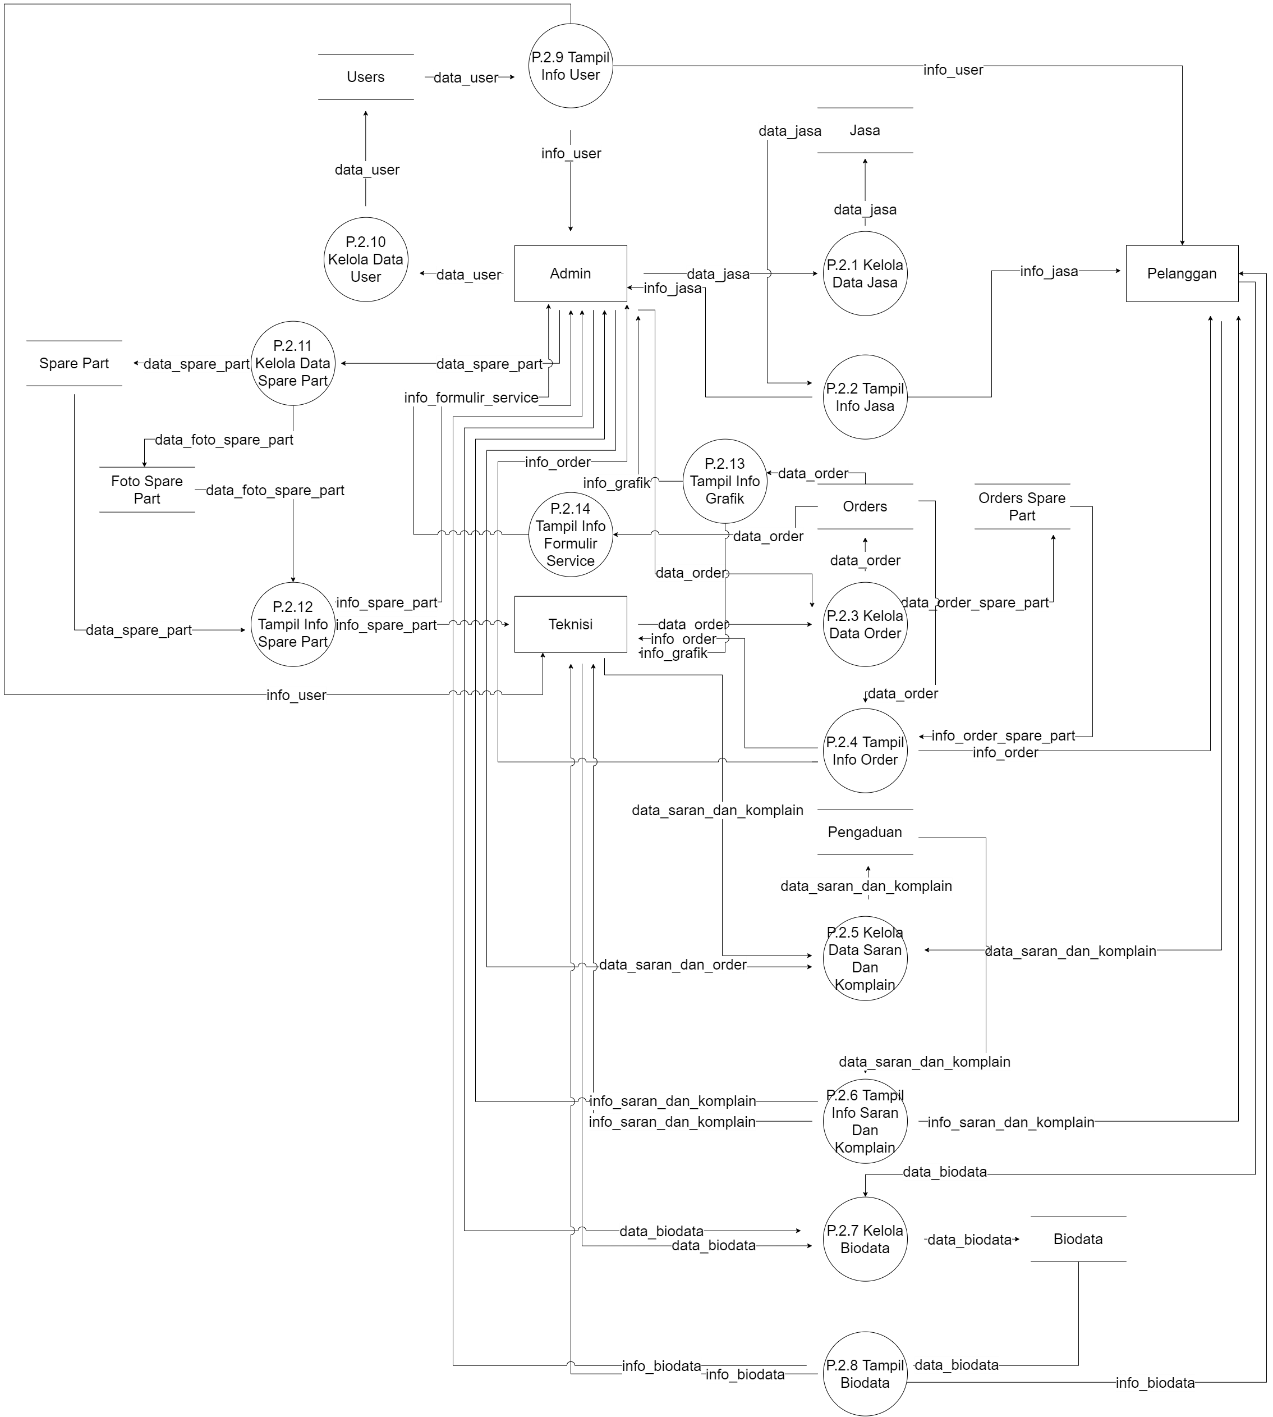 P.2.9 Tampil
Info User
info_user
Users
data_user
data_jasa
Jasa
info_user
data_user
data_jasa
P.2.10
Kelola Data
User
data_user
Admin
data_jasa
info_jasa
P.2.1 Kelola
Data Jasa
info_jasa
Pelanggan
P.2.11
Kelola Data
Spare Part
Spare Part
data_spare_part
data_spare_part
P.2.2 Tampil
Info Jasa
info_formulir_service
data_foto_spare_part
info_order
P.2.13
Tampil Info
Grafik
info_grafik
data_order
Foto Spare
Part
data_foto_spare_part
P.2.14
Tampil Info
Formulir
Service
data_order
Orders
Orders Spare
Part
data_order
data_order
P.2.12
Tampil Info
Spare Part
info_spare_part
info_spare_part
data_spare_part
Teknisi
data_order
info_order
info_grafik
P.2.3 Kelola
Data Order
data_order_spare_part
info_user
data_order
P.2.4 Tampil
Info Order
info_order_spare_part
info_order
data_saran_dan_komplain
Pengaduan
data_saran_dan_komplain
P.2.5 Kelola
Data Saran
Dan
Komplain
data_saran_dan_komplain
data_saran_dan_order
data_saran_dan_komplain
P.2.6 Tampil
Info Saran
Dan
Komplain
info_saran_dan_komplain
info_saran_dan_komplain
info_saran_dan_komplain
data_biodata
P.2.7 Kelola
Biodata
data_biodata
data_biodata
data_biodata
Biodata
P.2.8 Tampil
Biodata
info_biodata
info_biodata
data_biodata
info_biodata